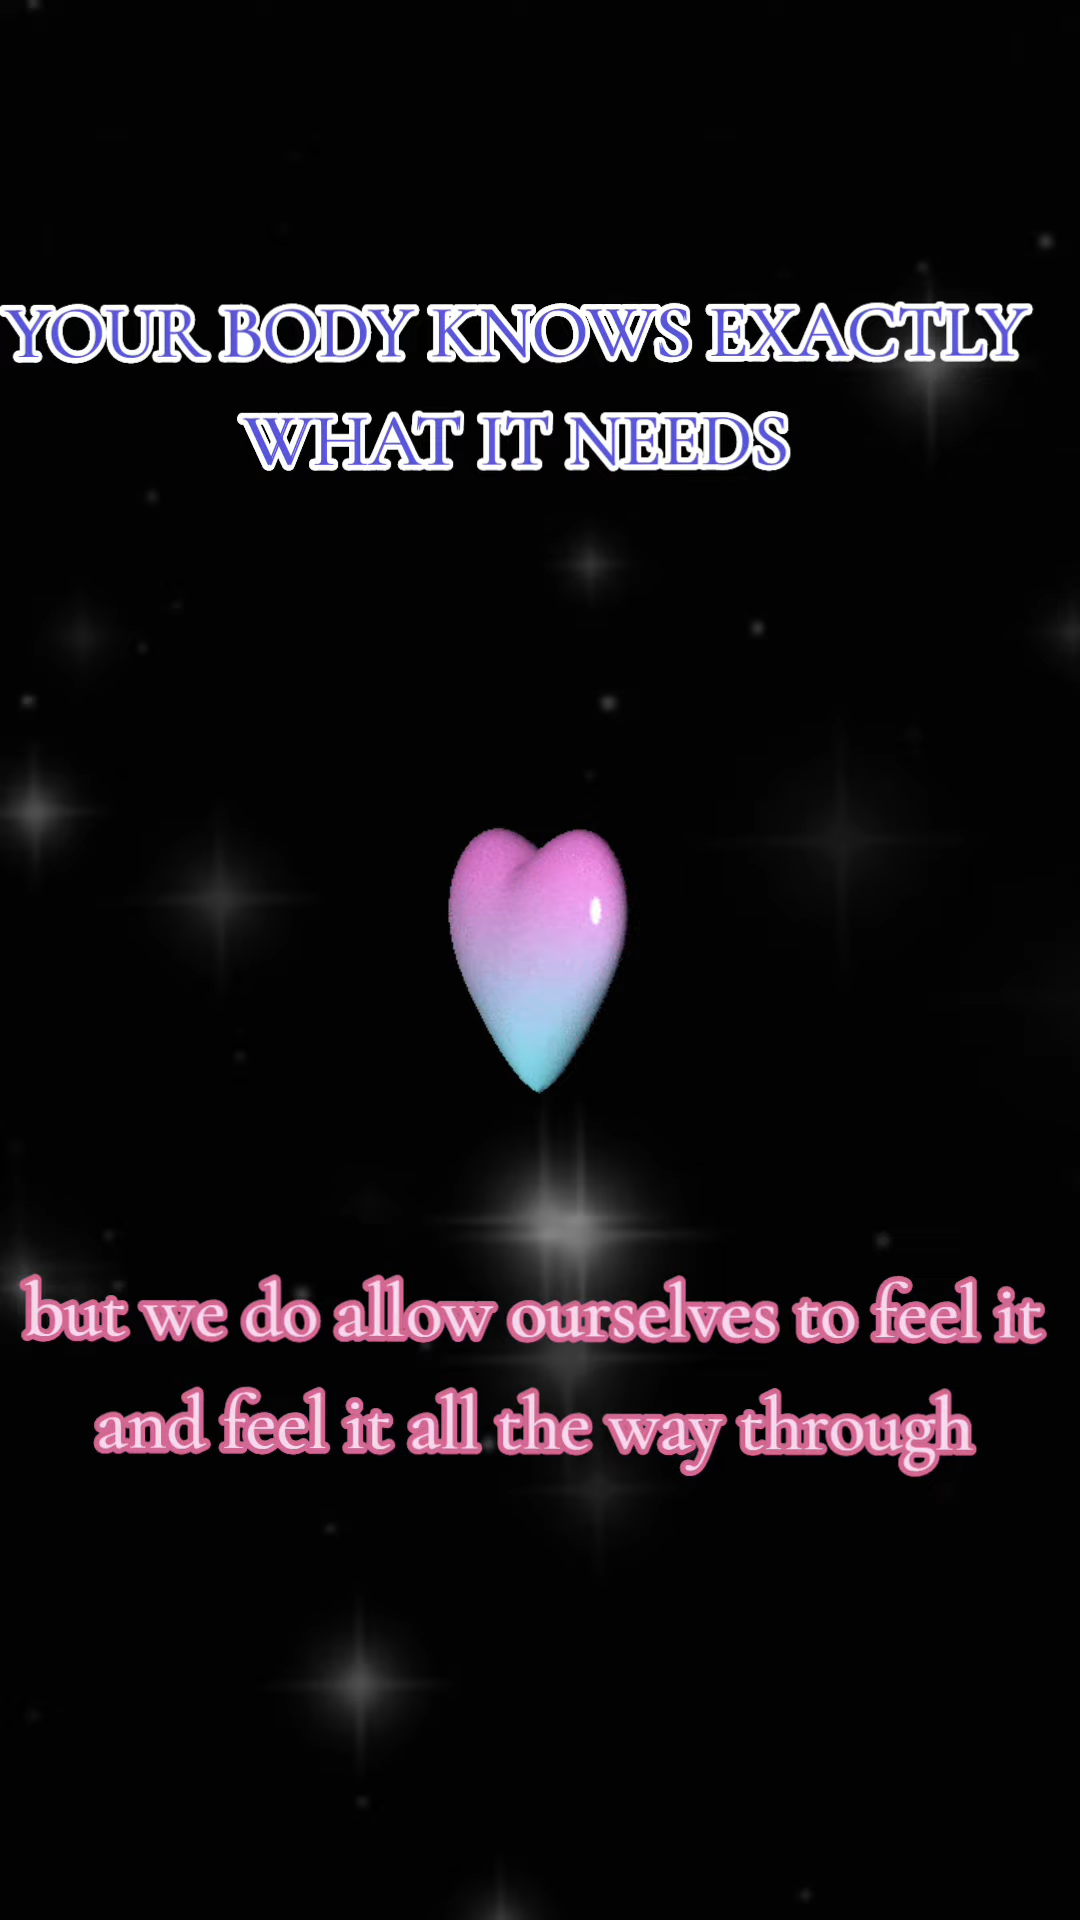 YOUR BODY KNOWS EXACTLY
WHAT IT NEEDS
but we do allow ourselves to feel it
and feel it all the way through